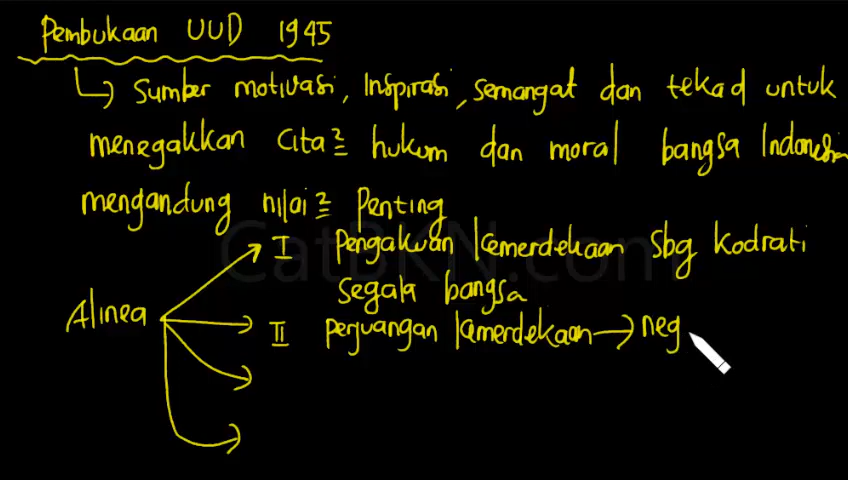 Pembukaan UUD 1945
↳ Sumber motivasi, Inspirasi, semangat dan tekad untuk
menegakkan Cita² hukum dan moral bangsa Indonesia
mengandung nilai² Penting
I Pengakuan kemerdekaan Sbg kodrati
segala bangsa
Alinea
II perjuangan kemerdekaan → neg
CatBKN.com